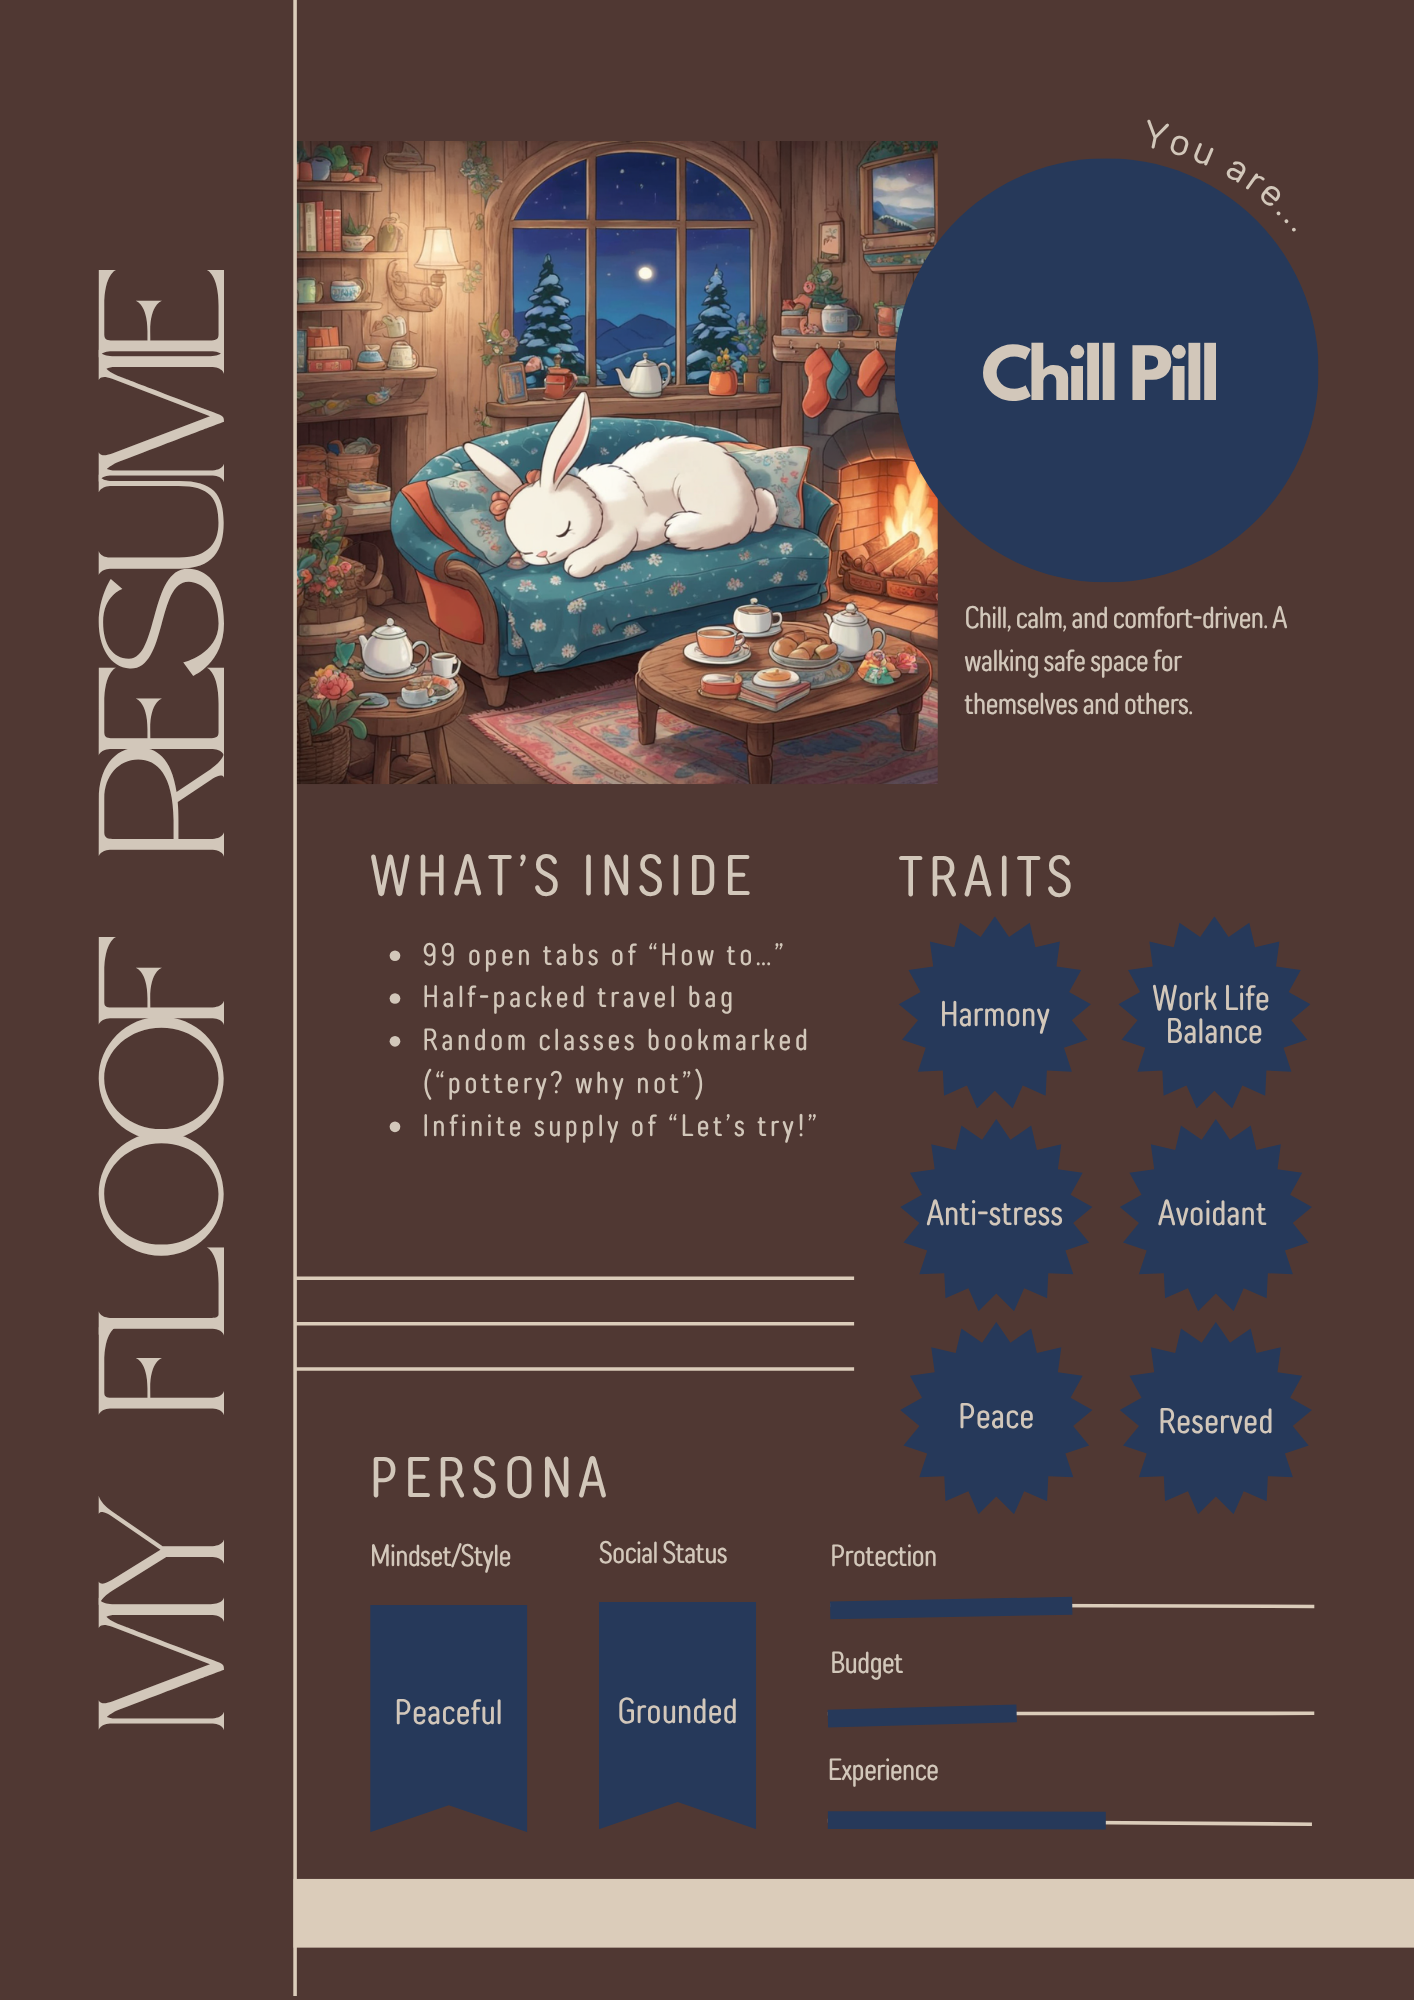 MY FLOOF RESUME
You are...
Chill Pill
Chill, calm, and comfort-driven. A
walking safe space for
themselves and others.
WHAT’S INSIDE
• 99 open tabs of “How to…”
• Half-packed travel bag
• Random classes bookmarked
(“pottery? why not”)
• Infinite supply of “Let’s try!”
TRAITS
Harmony
Work Life
Balance
Anti-stress
Avoidant
Peace
Reserved
PERSONA
Mindset/Style
Peaceful
Social Status
Grounded
Protection
Budget
Experience